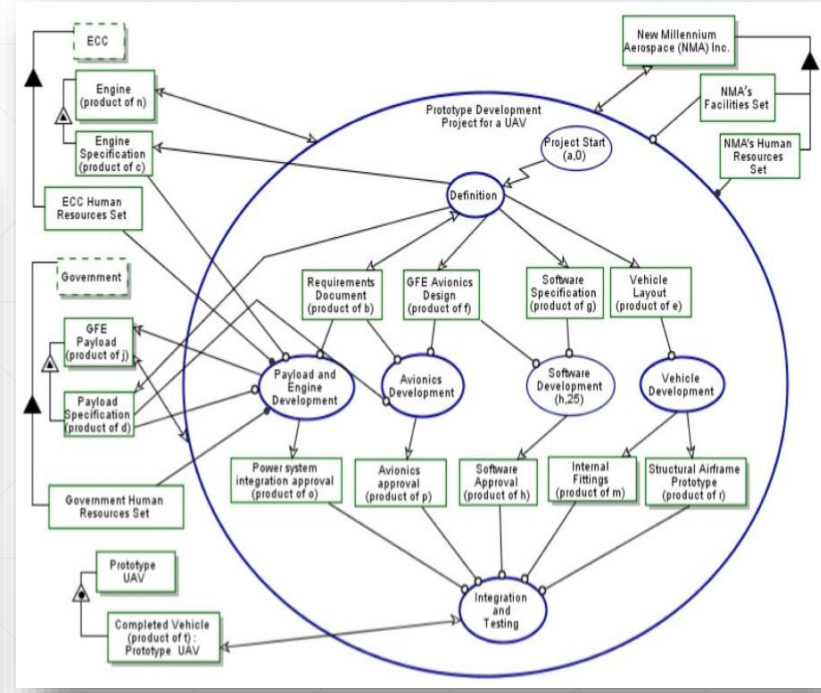 ECC
Engine
(product of n)
Engine
Specification
(product of c)
ECC Human
Resources Set
Government
GFE
Payload
(product of j)
Payload
Specification
(product of d)
Government Human
Resources Set
Prototype
UAV
Completed Vehicle
(product of t) :
Prototype UAV
New Millennium
Aerospace (NMA) Inc.
NMA's
Facilities Set
NMA's Human
Resources
Set
Prototype Development
Project for a UAV
Project Start
(a,0)
Definition
Requirements
Document
(product of b)
GFE Avionics
Design
(product of f)
Software
Specification
(product of g)
Vehicle
Layout
(product of e)
Payload and
Engine
Development
Avionics
Development
Software
Development
(h,25)
Vehicle
Development
Power system
integration approval
(product of o)
Avionics
approval
(product of p)
Software
Approval
(product of h)
Internal
Fittings
(product of m)
Structural Airframe
Prototype
(product of r)
Integration
and
Testing